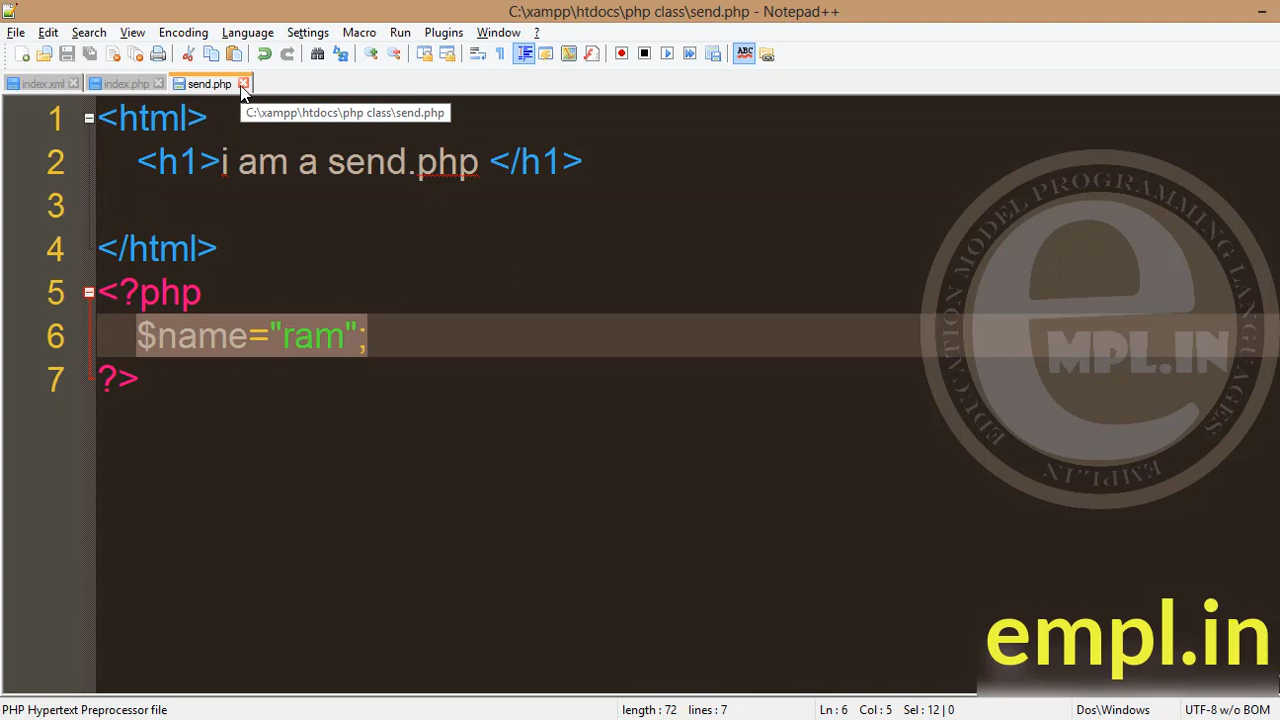 C:\xampp\htdocs\php class\send.php - Notepad++
File Edit Search View Encoding Language Settings Macro Run Plugins Window ?
index.xml index.php send.php
C:\xampp\htdocs\php class\send.php
1 <html>
2 <h1>i am a send.php </h1>
3
4 </html>
5 <?php
6 $name="ram";
7 ?>
EDUCATION MODEL PROGRAMMING LANGUAGES
e
MPL.IN
EMPL.IN
empl.in
PHP Hypertext Preprocessor file length : 72 lines : 7 Ln : 6 Col : 5 Sel : 12 | 0 Dos\Windows UTF-8 w/o BOM